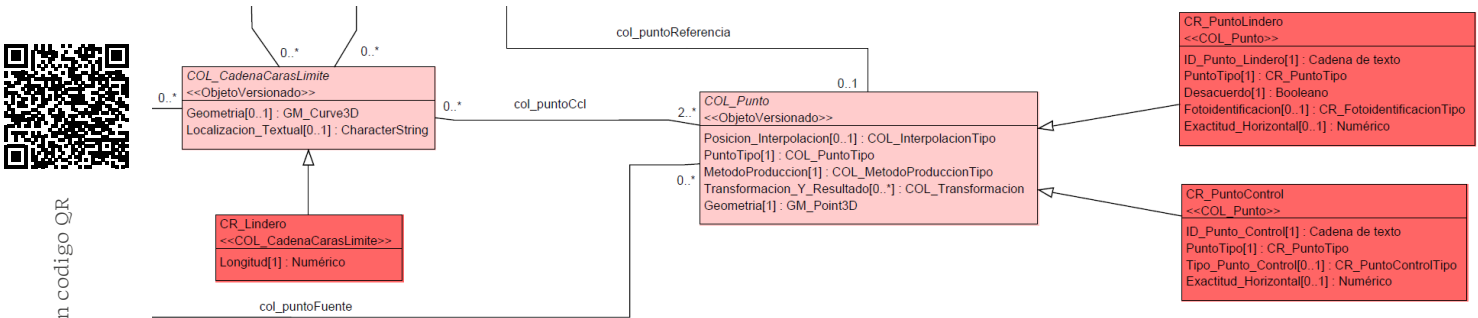 n codigo QR
0..*
0..*
0..*
COL_CadenaCarasLimite
<<ObjetoVersionado>>
Geometria[0..1] : GM_Curve3D
Localizacion_Textual[0..1] : CharacterString
0..*
col_puntoCcl
2..*
CR_Lindero
<<COL_CadenaCarasLimite>>
Longitud[1] : Numérico
col_puntoFuente
0..*
col_puntoReferencia
0..1
COL_Punto
<<ObjetoVersionado>>
Posicion_Interpolacion[0..1] : COL_InterpolacionTipo
PuntoTipo[1] : COL_PuntoTipo
MetodoProduccion[1] : COL_MetodoProduccionTipo
Transformacion_Y_Resultado[0..*] : COL_Transformacion
Geometria[1] : GM_Point3D
CR_PuntoLindero
<<COL_Punto>>
ID_Punto_Lindero[1] : Cadena de texto
PuntoTipo[1] : CR_PuntoTipo
Desacuerdo[1] : Booleano
Fotoidentificacion[0..1] : CR_FotoidentificacionTipo
Exactitud_Horizontal[0..1] : Numérico
CR_PuntoControl
<<COL_Punto>>
ID_Punto_Control[1] : Cadena de texto
PuntoTipo[1] : CR_PuntoTipo
Tipo_Punto_Control[0..1] : CR_PuntoControlTipo
Exactitud_Horizontal[0..1] : Numérico